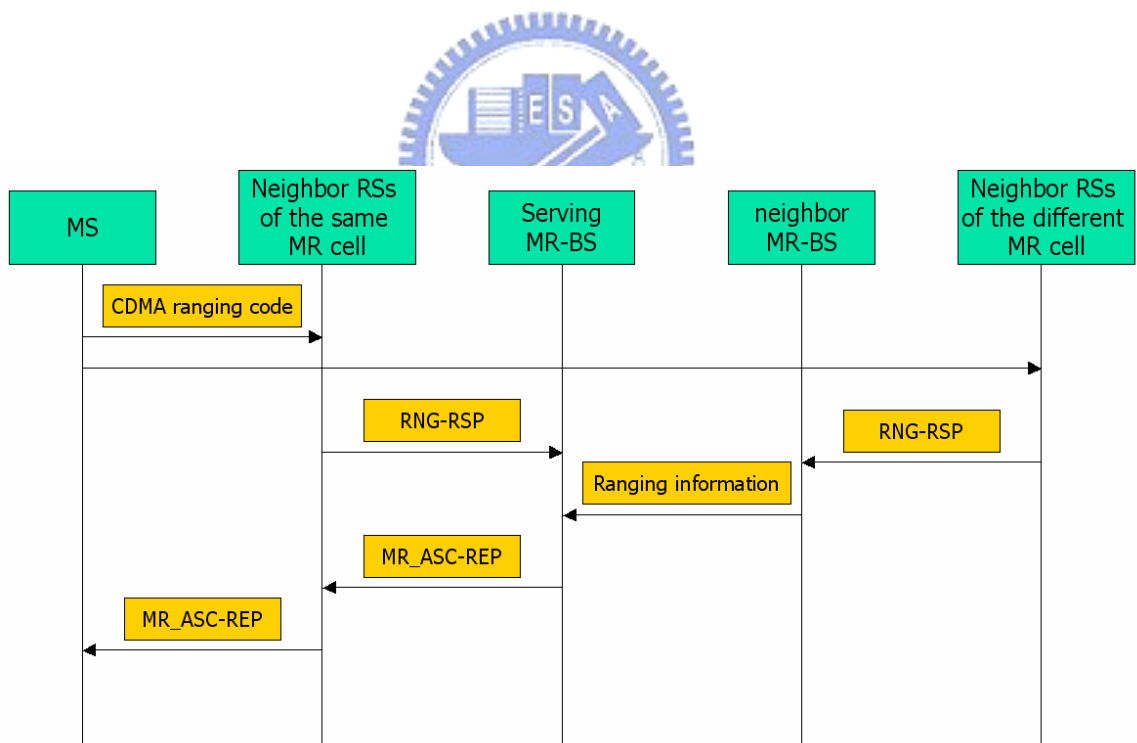 E S A
MS
Neighbor RSs
of the same
MR cell
Serving
MR-BS
neighbor
MR-BS
Neighbor RSs
of the different
MR cell
CDMA ranging code
RNG-RSP
RNG-RSP
Ranging information
MR_ASC-REP
MR_ASC-REP